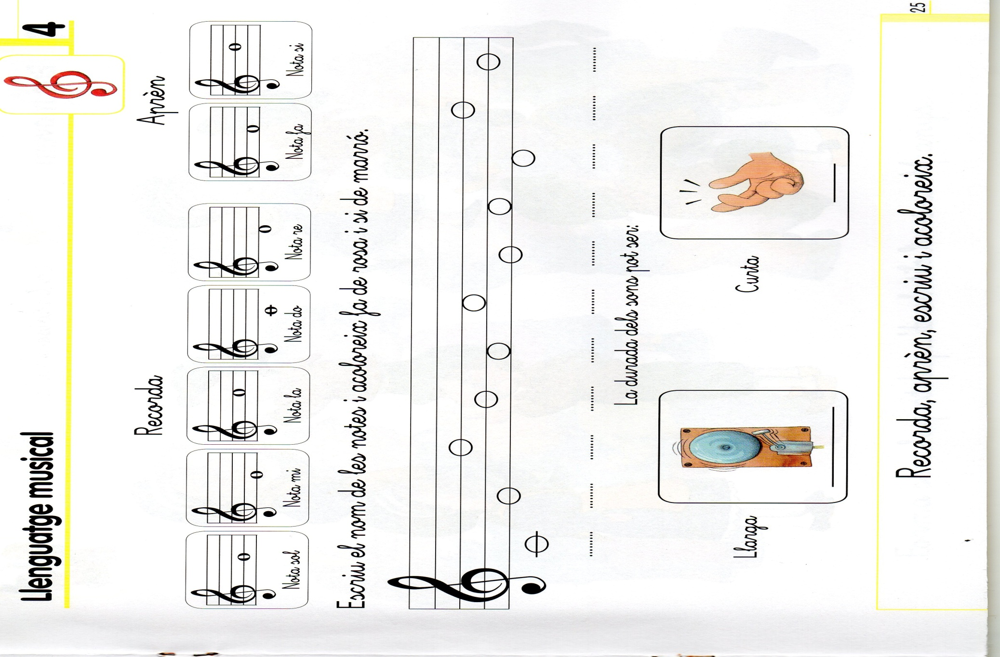 Llenguatge musical 4
Recorda Aprèn
Nota sol Nota mi Nota la Nota do Nota re Nota fa Nota si
Escriu el nom de les notes i acoloreix fa de rosa i si de marró.
La durada dels sons pot ser:
Llarga Curta
Recorda, aprèn, escriu i acoloreix.
25